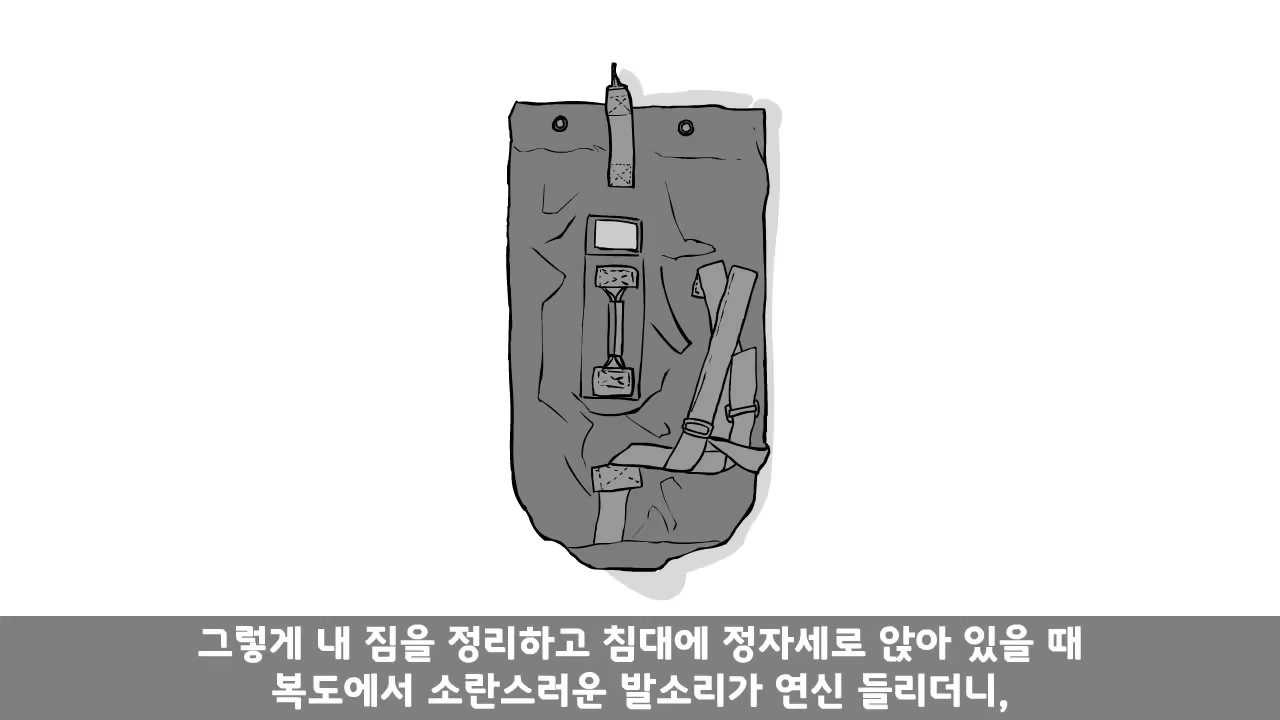 그렇게 내 짐을 정리하고 침대에 정자세로 앉아 있을 때
복도에서 소란스러운 발소리가 연신 들리더니,